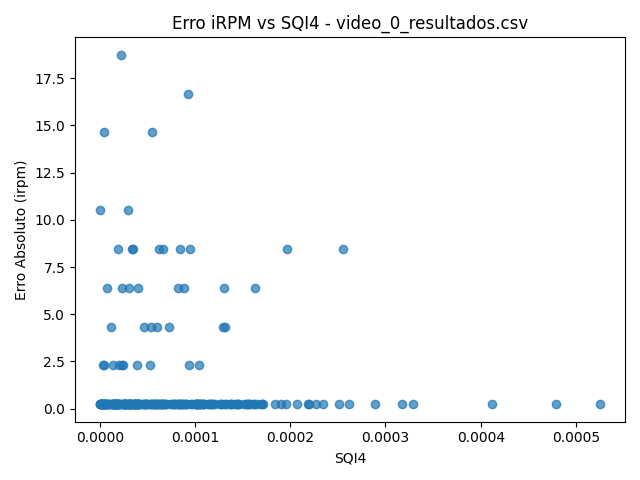 Erro iRPM vs SQI4 - video_0_resultados.csv
Erro Absoluto (irpm)
17.5
15.0
12.5
10.0
7.5
5.0
2.5
0.0
0.0000 0.0001 0.0002 0.0003 0.0004 0.0005
SQI4